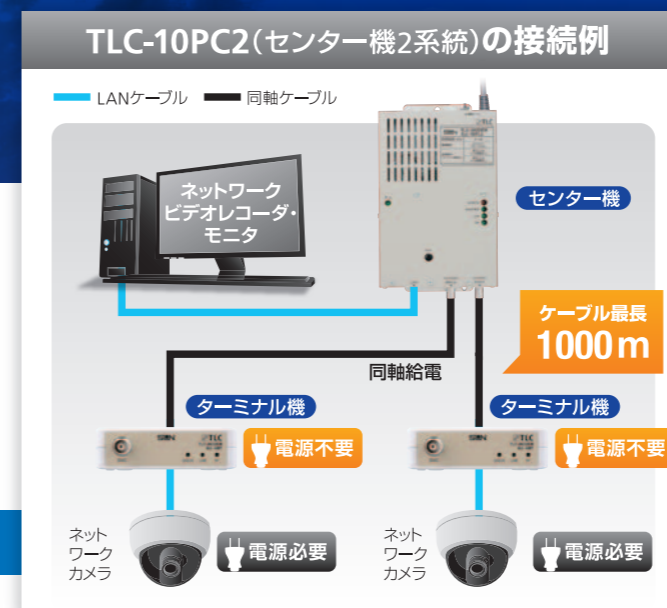 TLC-10PC2(センター機2系統)の接続例
LANケーブル 同軸ケーブル
ネットワーク
ビデオレコーダ・
モニタ
TLC
センター機
ケーブル最長
1000m
同軸給電
ターミナル機
ターミナル機
TLC
電源不要
TLC
電源不要
ネット
ワーク
カメラ
電源必要
ネット
ワーク
カメラ
電源必要